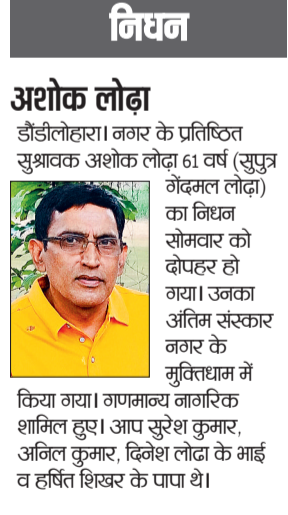 निधन
अशोक लोढ़ा
डौंडीलोहारा। नगर के प्रतिष्ठित
सुश्रावक अशोक लोढ़ा 61 वर्ष (सुपुत्र
गेंदमल लोढ़ा)
का निधन
सोमवार को
दोपहर हो
गया। उनका
अंतिम संस्कार
नगर के
मुक्तिधाम में
किया गया। गणमान्य नागरिक
शामिल हुए। आप सुरेश कुमार,
अनिल कुमार, दिनेश लोढा के भाई
व हर्षित शिखर के पापा थे।